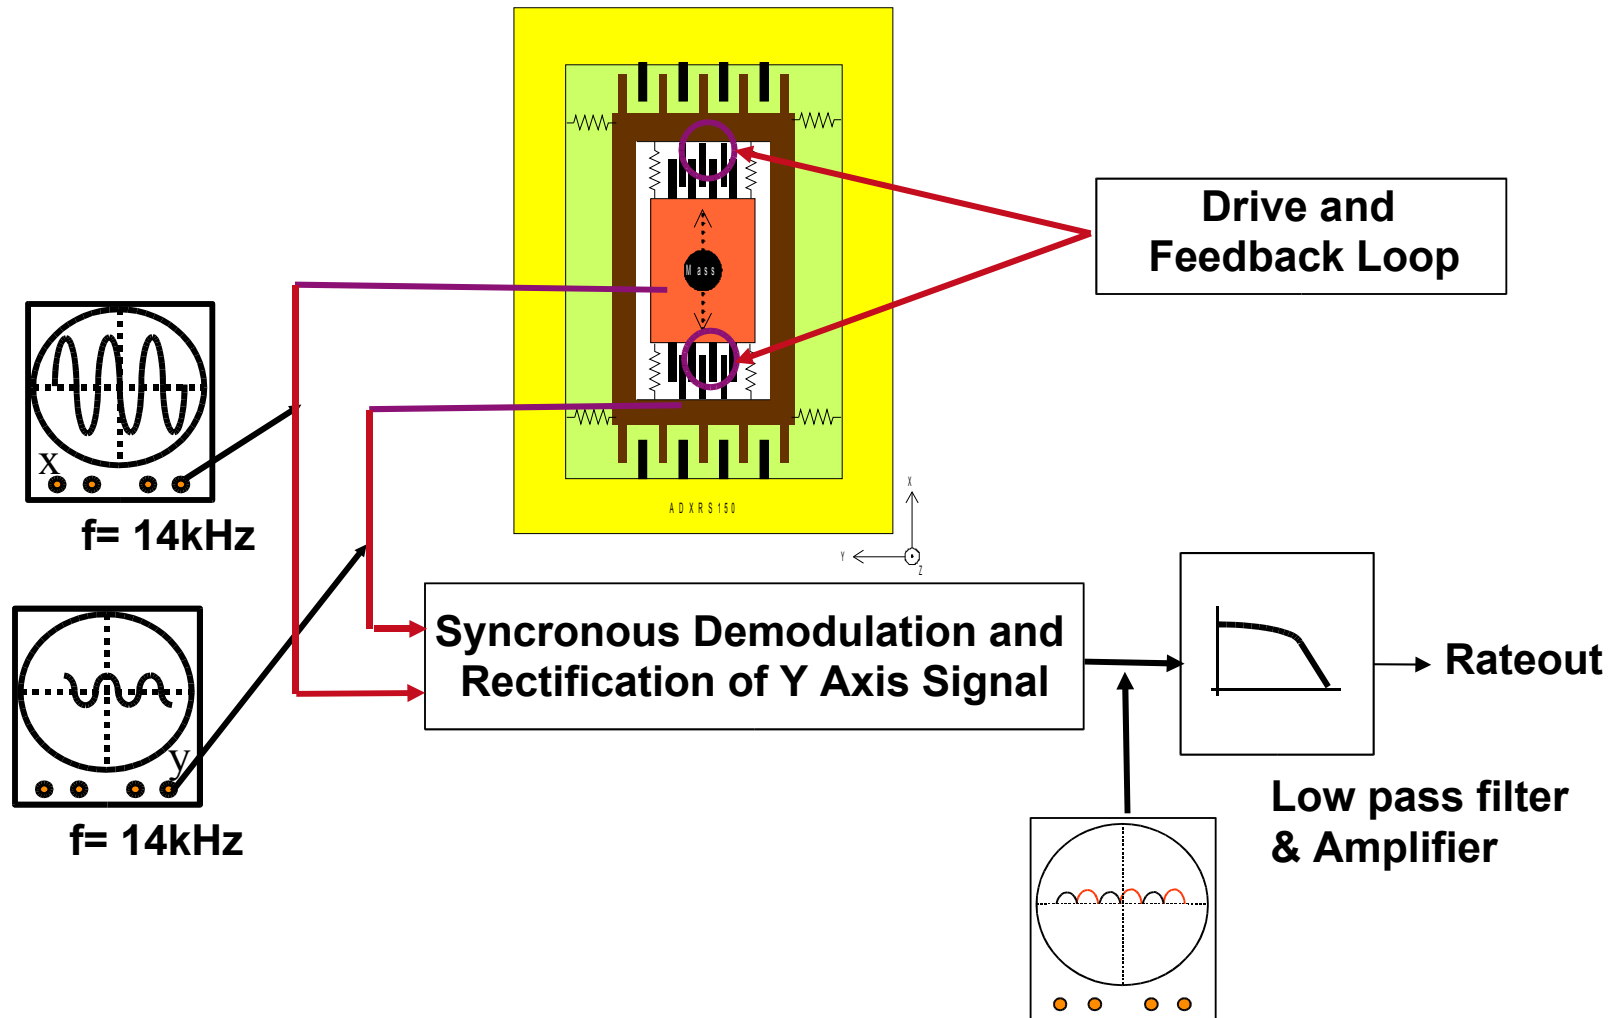 Drive and
Feedback Loop
Mass
x
f= 14kHz
ADXRS150
X
Y
Z
y
f= 14kHz
Syncronous Demodulation and
Rectification of Y Axis Signal
Rateout
Low pass filter
& Amplifier